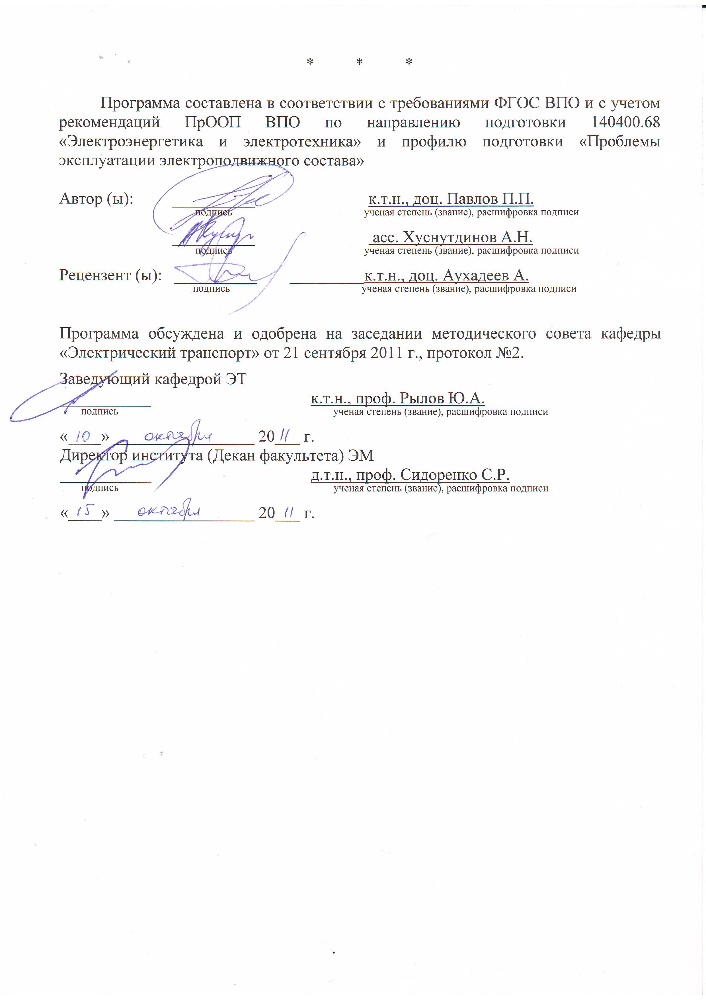 * * *
Программа составлена в соответствии с требованиями ФГОС ВПО и с учетом
рекомендаций ПрООП ВПО по направлению подготовки 140400.68
«Электроэнергетика и электротехника» и профилю подготовки «Проблемы
эксплуатации электроподвижного состава»
Автор (ы): к.т.н., доц. Павлов П.П.
подпись ученая степень (звание), расшифровка подписи
асс. Хуснутдинов А.Н.
подпись ученая степень (звание), расшифровка подписи
Рецензент (ы): к.т.н., доц. Аухадеев А.
подпись ученая степень (звание), расшифровка подписи
Программа обсуждена и одобрена на заседании методического совета кафедры
«Электрический транспорт» от 21 сентября 2011 г., протокол №2.
Заведующий кафедрой ЭТ
к.т.н., проф. Рылов Ю.А.
подпись ученая степень (звание), расшифровка подписи
«10» октября 2011 г.
Директор института (Декан факультета) ЭМ
д.т.н., проф. Сидоренко С.Р.
подпись ученая степень (звание), расшифровка подписи
«15» октября 2011 г.